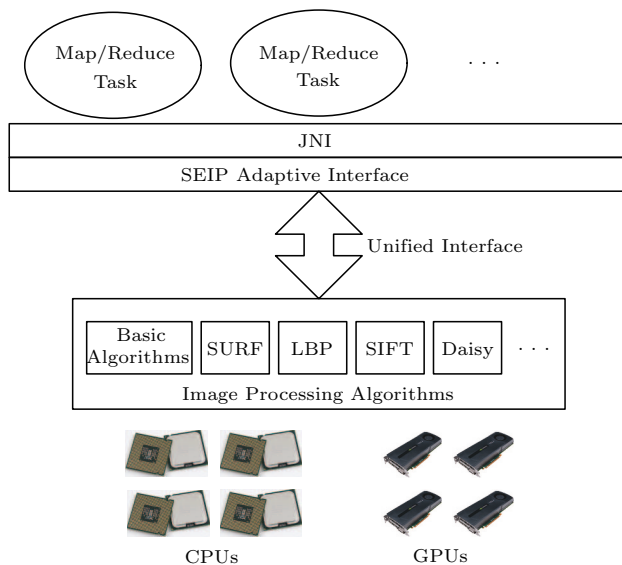 Map/Reduce
Task
Map/Reduce
Task
· · ·
JNI
SEIP Adaptive Interface
Unified Interface
Basic
Algorithms
SURF
LBP
SIFT
Daisy
· · ·
Image Processing Algorithms
CPUs
GPUs